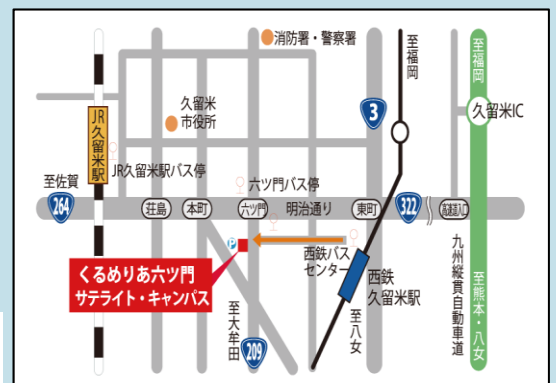 消防署・警察署
至福岡
至福岡
久留米
市役所
3
久留米IC
JR久留米駅
JR久留米駅バス停
至佐賀
六ツ門バス停
264
荘島
本町
六ツ門
明治通り
東町
322
高速入口
P
西鉄バス
センター
西鉄
久留米駅
九州縦貫自動車道
くるめりあ六ツ門
サテライト・キャンパス
至大牟田
209
至八女
至熊本・八女